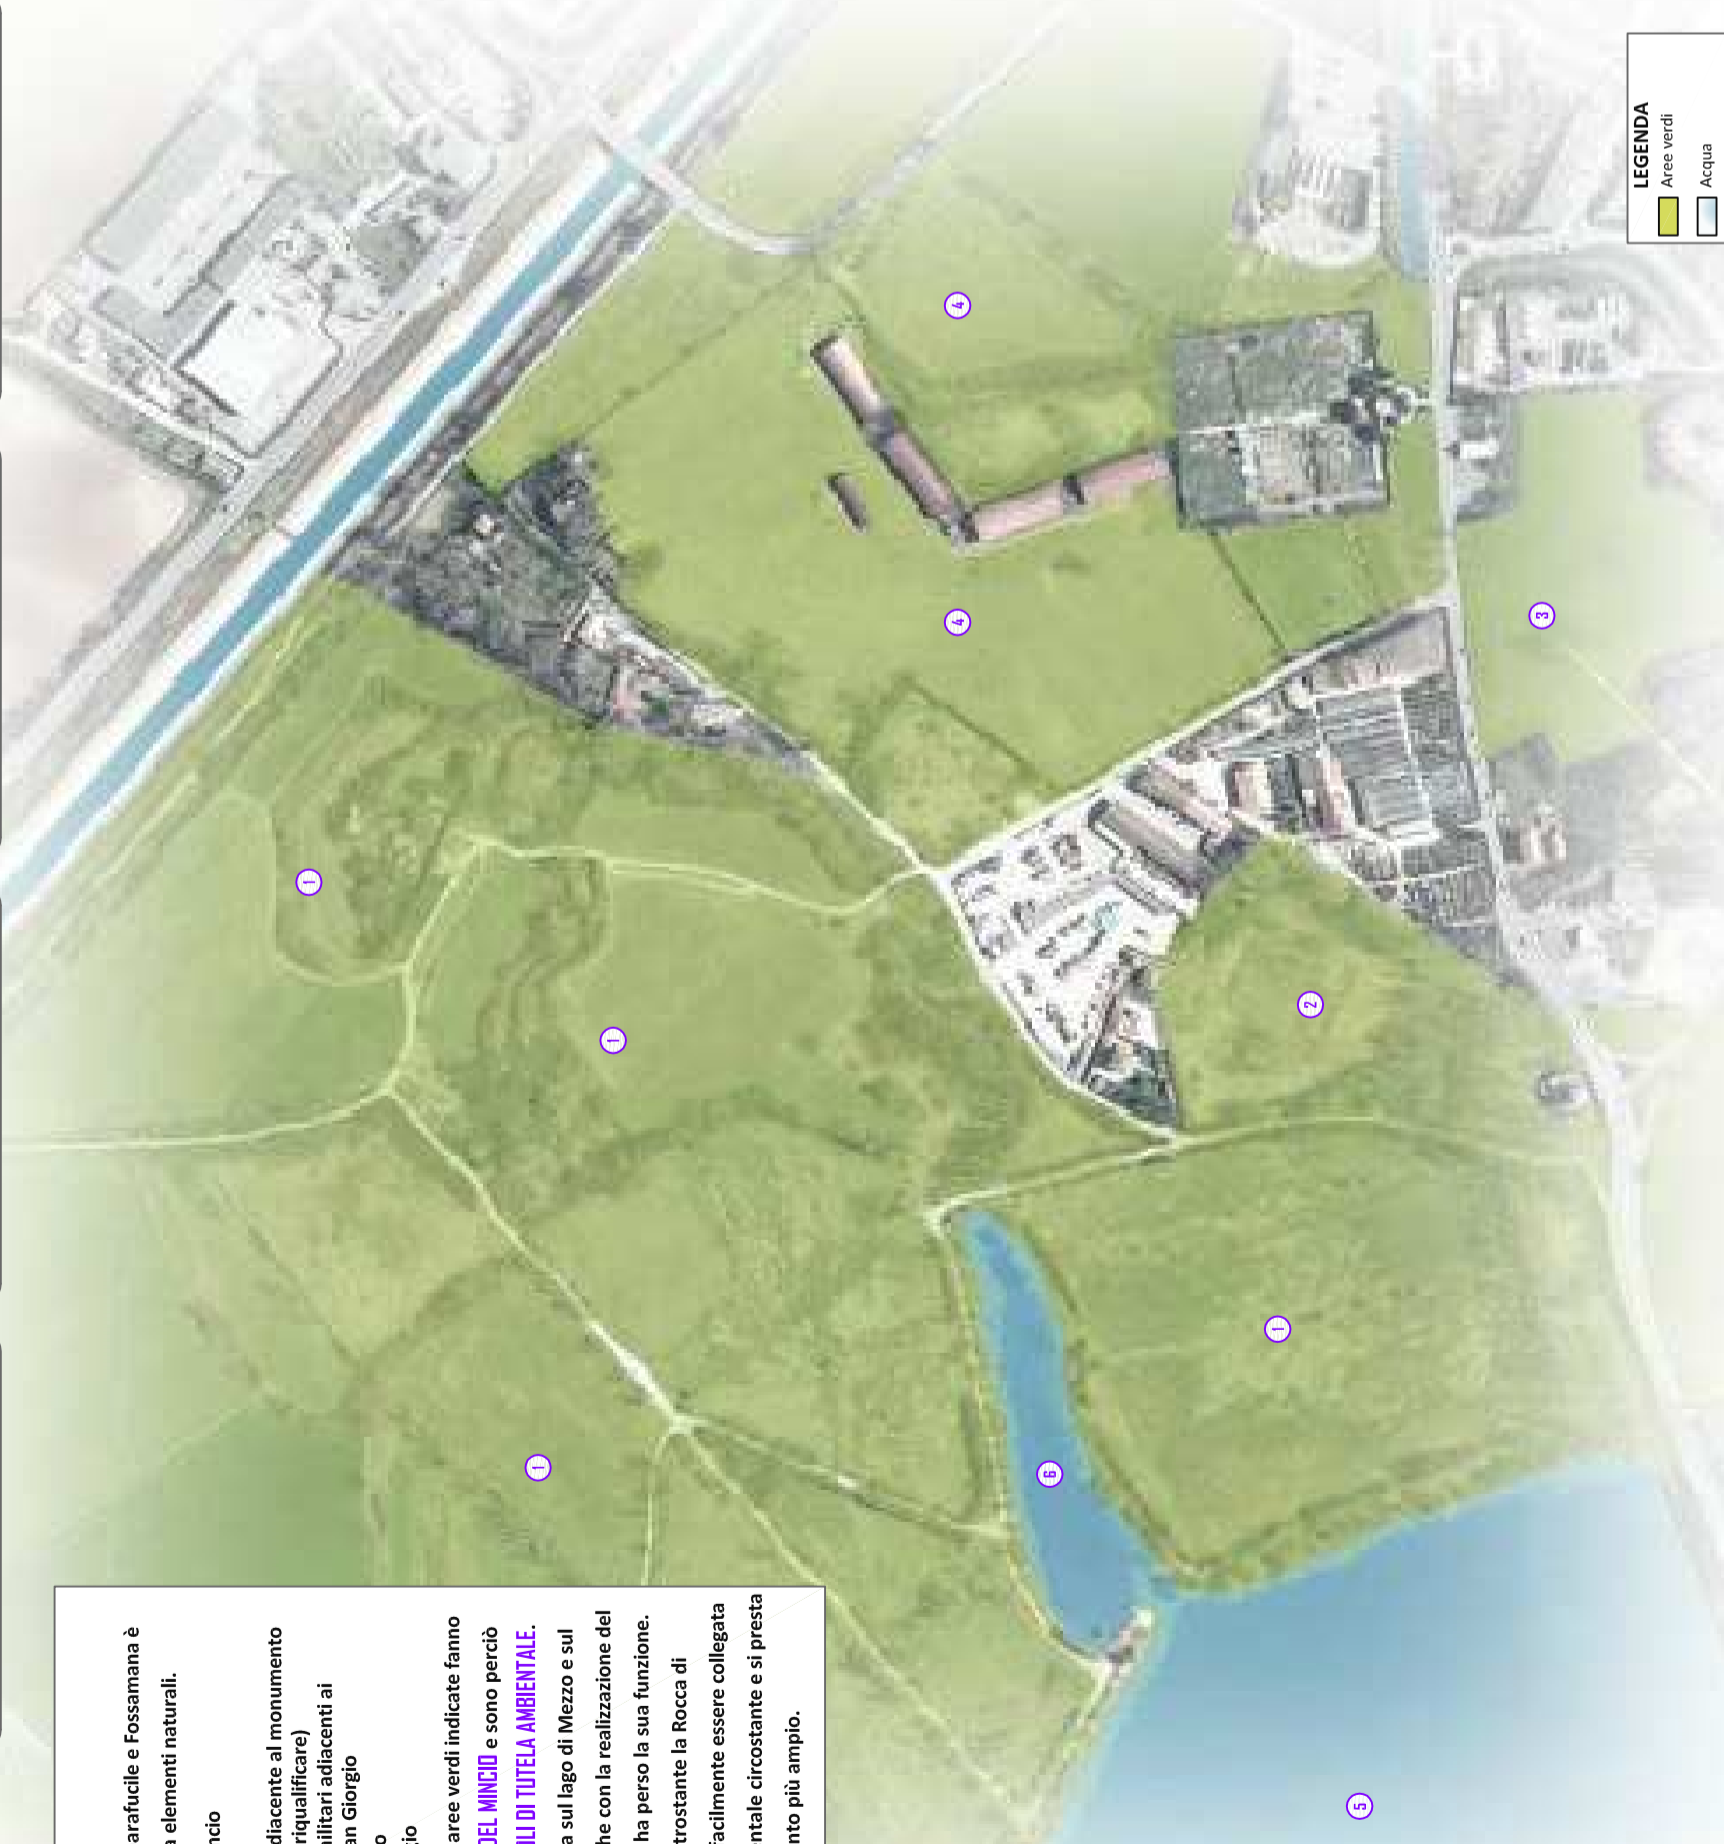 arafucile e Fossamana è
a elementi naturali.
ncio
diacente al monumento
riqualificare)
ilitari adiacenti ai
an Giorgio
o
gio
aree verdi indicate fanno
DEL MINCIO e sono perciò
ILI DI TUTELA AMBIENTALE.
a sul lago di Mezzo e sul
he con la realizzazione del
ha perso la sua funzione.
trostante la Rocca di
facilmente essere collegata
ntale circostante e si presta
nto più ampio.
1
1
1
1
2
3
4
4
5
6
LEGENDA
Aree verdi
Acqua